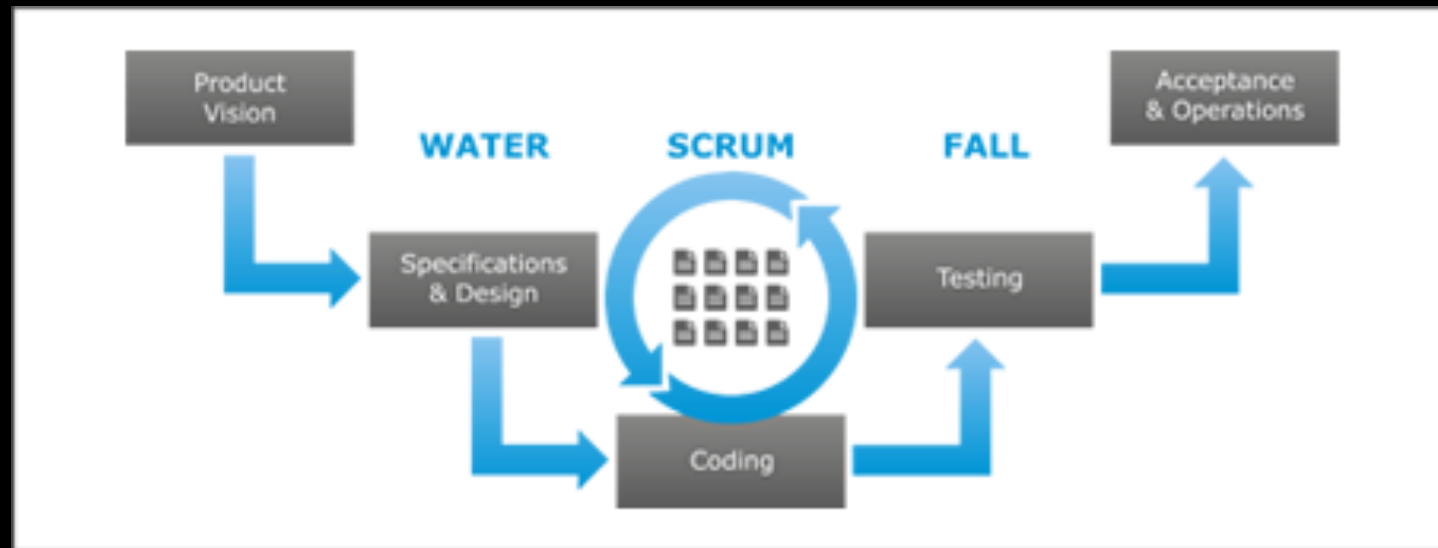 Product
Vision
Acceptance
& Operations
WATER
SCRUM
FALL
Specifications
& Design
Testing
Coding